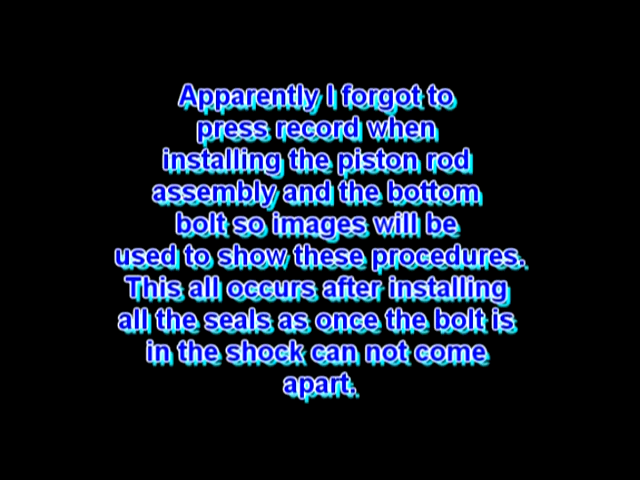 Apparently I forgot to
press record when
installing the piston rod
assembly and the bottom
bolt so images will be
used to show these procedures.
This all occurs after installing
all the seals as once the bolt is
in the shock can not come
apart.